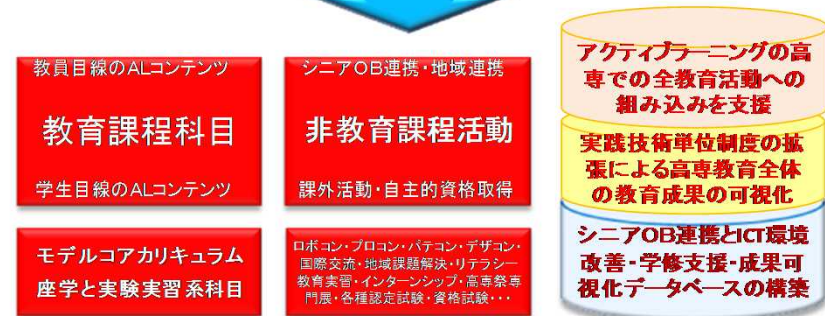 教員目線のALコンテンツ
教育課程科目
学生目線のALコンテンツ
シニアOB連携・地域連携
非教育課程活動
課外活動・自主的資格取得
モデルコアカリキュラム
座学と実験実習系科目
ロボコン・プロコン・パテコン・デザコン・
国際交流・地域課題解決・リテラシー
教育実習・インターンシップ・高専祭専
門展・各種認定試験・資格試験・・・
アクティブラーニングの高
専での全教育活動への
組み込みを支援
実践技術単位制度の拡
張による高専教育全体
の教育成果の可視化
シニアOB連携とICT環境
改善・学修支援・成果可
視化データベースの構築